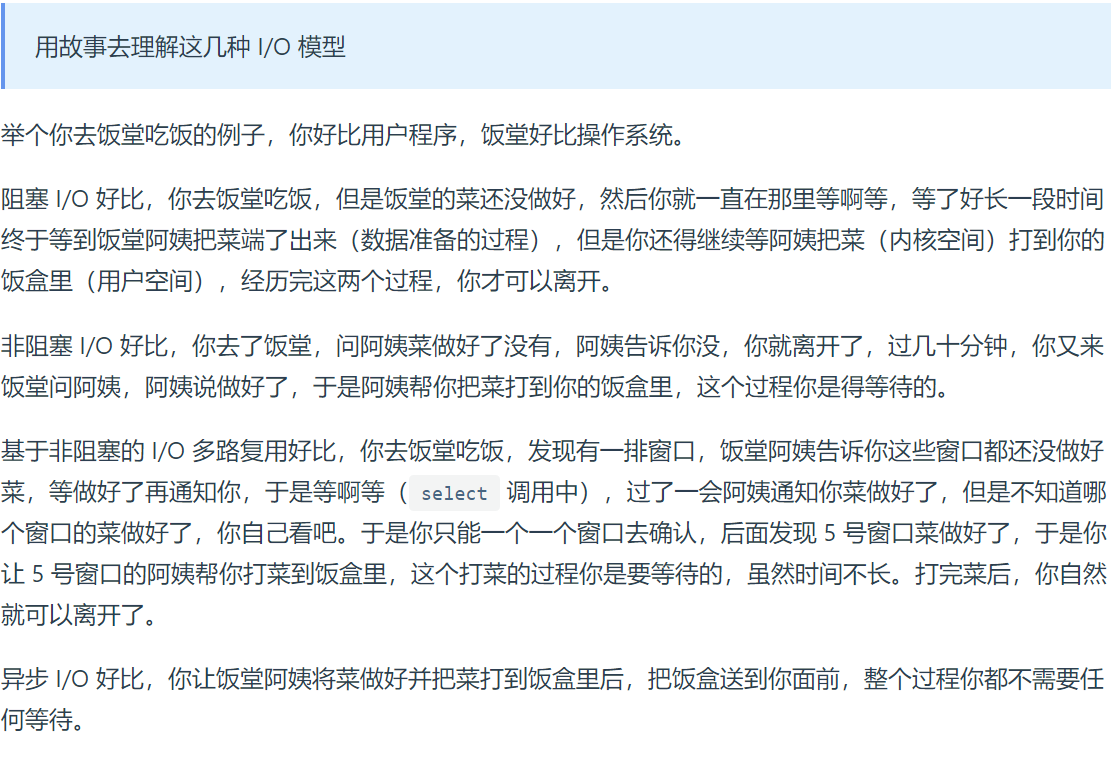 用故事去理解这几种 I/O 模型
举个你去饭堂吃饭的例子，你好比用户程序，饭堂好比操作系统。
阻塞 I/O 好比，你去饭堂吃饭，但是饭堂的菜还没做好，然后你就一直在那里等啊等，等了好长一段时间
终于等到饭堂阿姨把菜端了出来（数据准备的过程），但是你还得继续等阿姨把菜（内核空间）打到你的
饭盒里（用户空间），经历完这两个过程，你才可以离开。
非阻塞 I/O 好比，你去了饭堂，问阿姨菜做好了没有，阿姨告诉你没，你就离开了，过几十分钟，你又来
饭堂问阿姨，阿姨说做好了，于是阿姨帮你把菜打到你的饭盒里，这个过程你是得等待的。
基于非阻塞的 I/O 多路复用好比，你去饭堂吃饭，发现有一排窗口，饭堂阿姨告诉你这些窗口都还没做好
菜，等做好了再通知你，于是等啊等（select 调用中），过了一会阿姨通知你菜做好了，但是不知道哪
个窗口的菜做好了，你自己看吧。于是你只能一个一个窗口去确认，后面发现 5 号窗口菜做好了，于是你
让 5 号窗口的阿姨帮你打菜到饭盒里，这个打菜的过程你是要等待的，虽然时间不长。打完菜后，你自然
就可以离开了。
异步 I/O 好比，你让饭堂阿姨将菜做好并把菜打到饭盒里后，把饭盒送到你面前，整个过程你都不需要任
何等待。